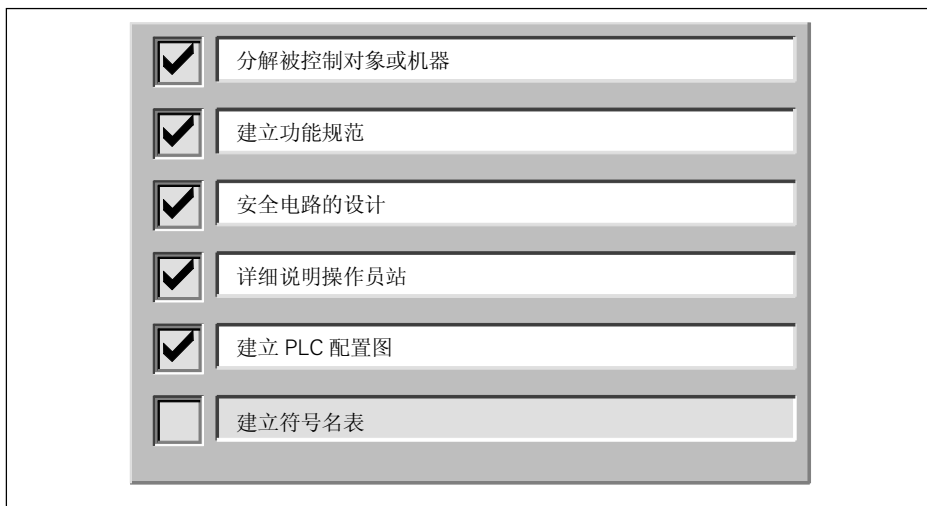 分解被控制对象或机器
建立功能规范
安全电路的设计
详细说明操作员站
建立 PLC 配置图
建立符号名表